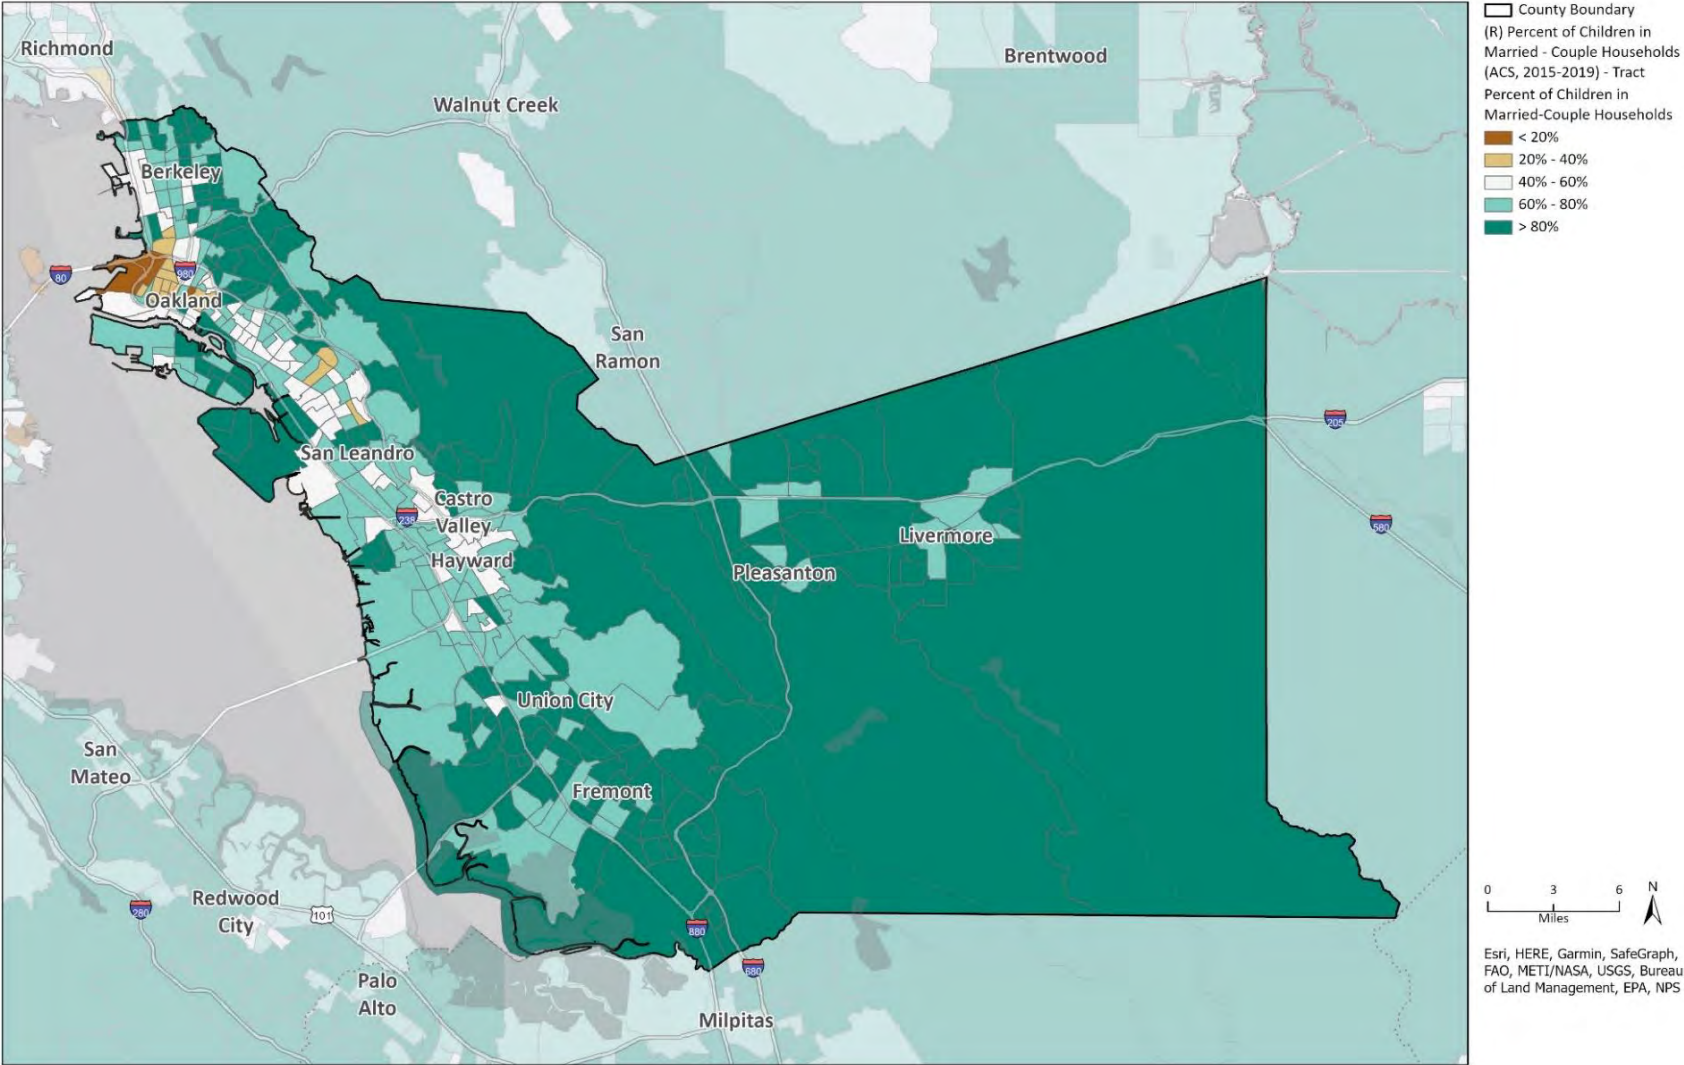 Richmond
Walnut Creek
Brentwood
Berkeley
80
980
Oakland
San
Ramon
205
San Leandro
Castro
Valley
238
Hayward
Livermore
Pleasanton
580
Union City
San
Mateo
Fremont
Redwood
City
280
101
880
680
Palo
Alto
Milpitas
County Boundary
(R) Percent of Children in
Married - Couple Households
(ACS, 2015-2019) - Tract
Percent of Children in
Married-Couple Households
< 20%
20% - 40%
40% - 60%
60% - 80%
> 80%
0 3 6 N
Miles
Esri, HERE, Garmin, SafeGraph,
FAO, METI/NASA, USGS, Bureau
of Land Management, EPA, NPS